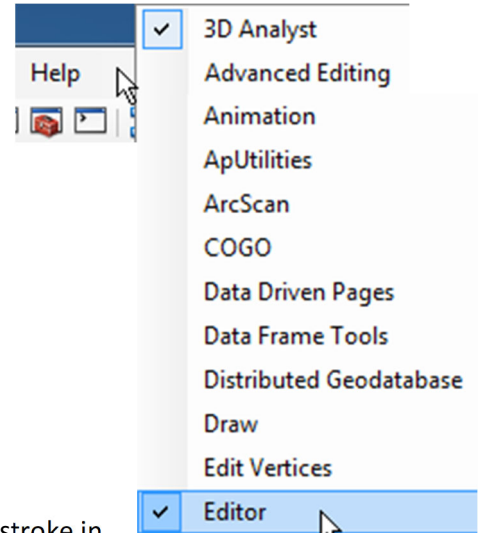 3D Analyst
Help
Advanced Editing
Animation
ApUtilities
ArcScan
COGO
Data Driven Pages
Data Frame Tools
Distributed Geodatabase
Draw
Edit Vertices
Editor
stroke in